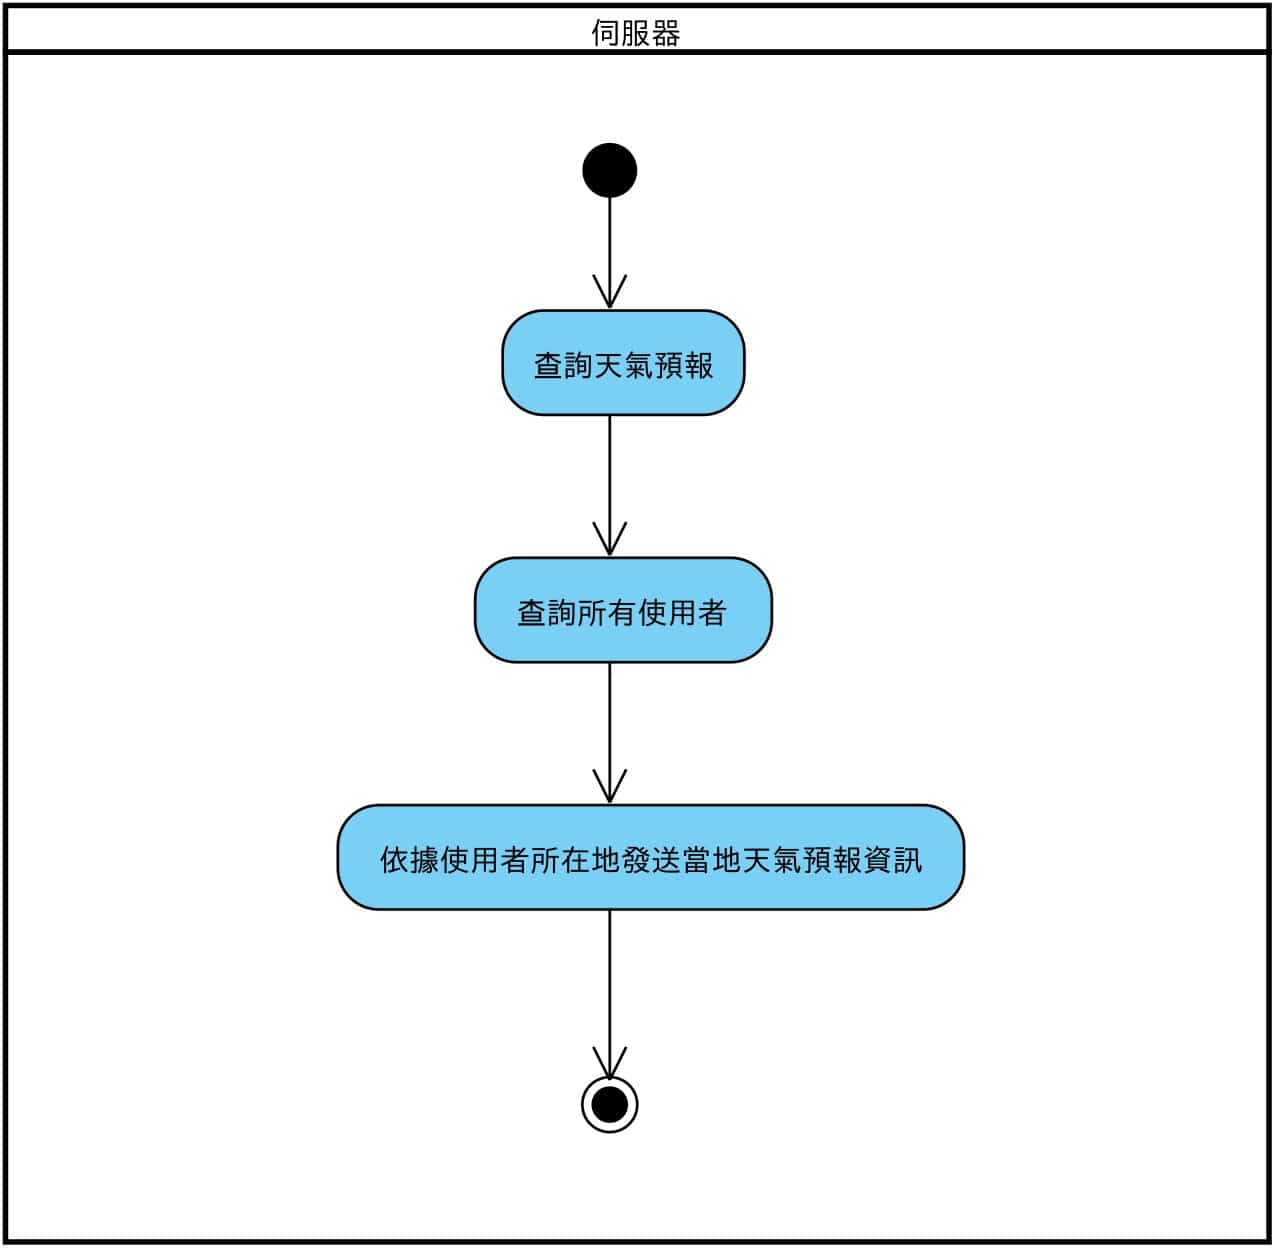 伺服器
查詢天氣預報
查詢所有使用者
依據使用者所在地發送當地天氣預報資訊